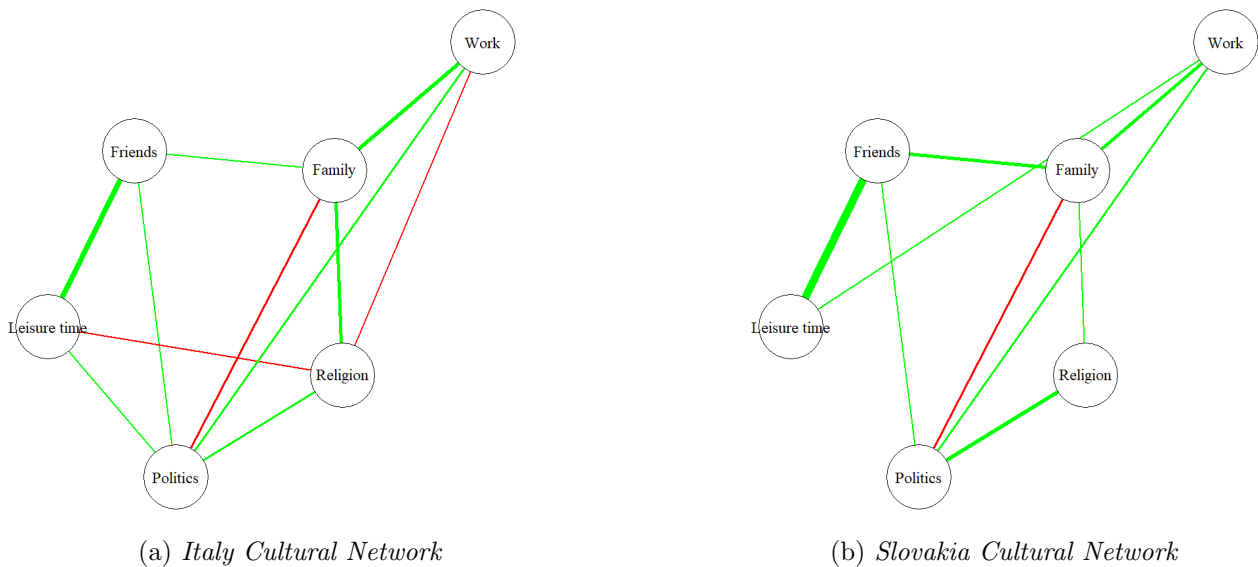 Work
Friends
Family
Leisure time
Religion
Politics
(a) Italy Cultural Network
Work
Friends
Family
Leisure time
Religion
Politics
(b) Slovakia Cultural Network